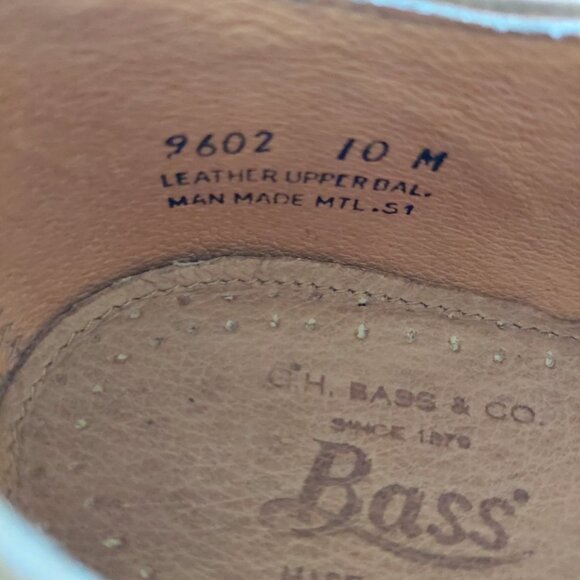 9602 10 M
LEATHER UPPER BAL.
MAN MADE MTL.S1
G.H. BASS & CO.
SINCE 1876
Bass